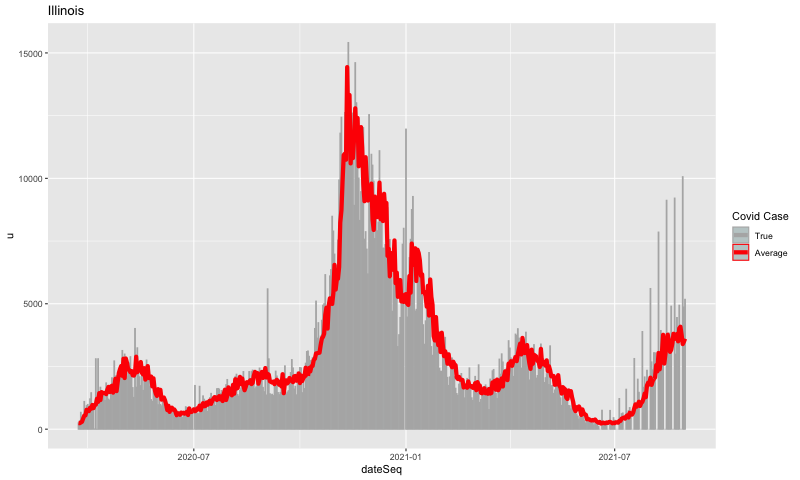 Illinois
15000
10000
5000
0
u
2020-07
2021-01
2021-07
dateSeq
Covid Case
True
Average